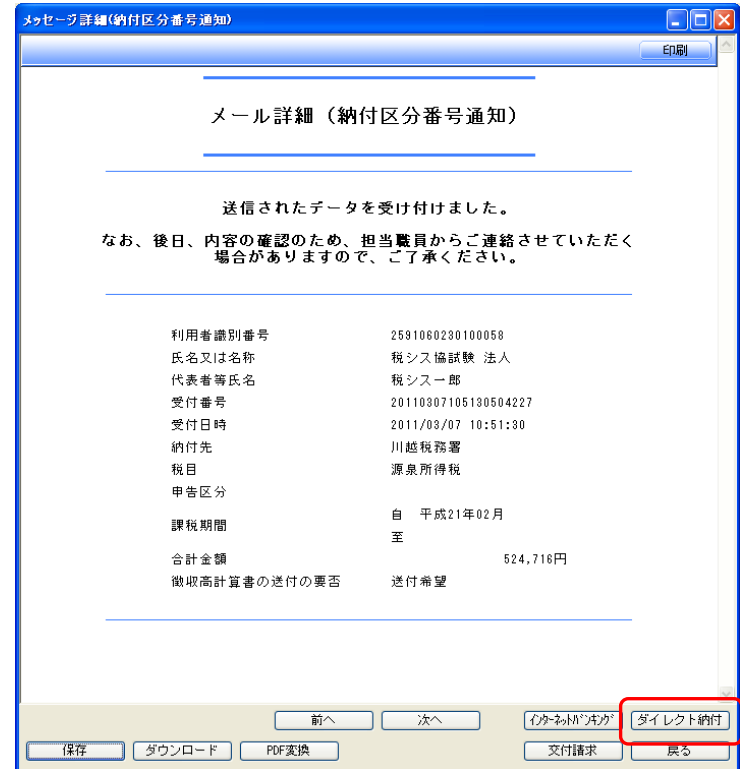 メッセージ詳細(納付区分番号通知)
印刷
メール詳細（納付区分番号通知）
送信されたデータを受け付けました。
なお、後日、内容の確認のため、担当職員からご連絡させていただく
場合がありますので、ご了承ください。
利用者識別番号 2591060230100058
氏名又は名称 税シス協試験 法人
代表者等氏名 税シス一郎
受付番号 20110307105130504227
受付日時 2011/03/07 10:51:30
納付先 川越税務署
税目 源泉所得税
申告区分
課税期間 自 平成21年02月
至
合計金額 524,716円
徴収高計算書の送付の要否 送付希望
前へ 次へ ｲﾝﾀｰﾈｯﾄﾊﾞﾝｷﾝｸﾞ ダイレクト納付
保存 ダウンロード PDF変換 交付請求 戻る